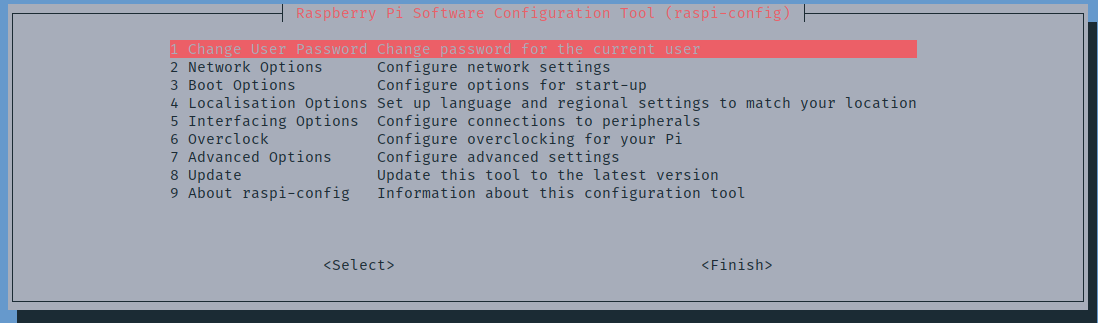 Raspberry Pi Software Configuration Tool (raspi-config)
1 Change User Password Change password for the current user
2 Network Options Configure network settings
3 Boot Options Configure options for start-up
4 Localisation Options Set up language and regional settings to match your location
5 Interfacing Options Configure connections to peripherals
6 Overclock Configure overclocking for your Pi
7 Advanced Options Configure advanced settings
8 Update Update this tool to the latest version
9 About raspi-config Information about this configuration tool
<Select> <Finish>